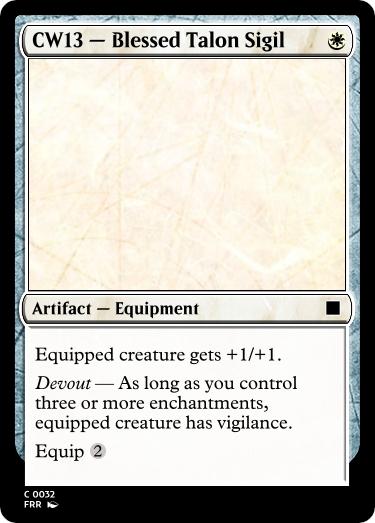 CW13 — Blessed Talon Sigil
Artifact — Equipment
Equipped creature gets +1/+1.
Devout — As long as you control
three or more enchantments,
equipped creature has vigilance.
Equip 2
C 0032
FRR